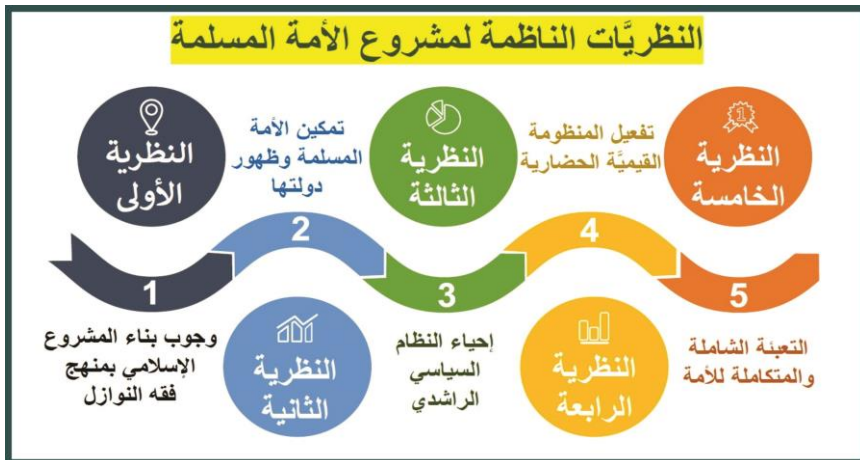 النظريَّات الناظمة لمشروع الأمة المسلمة
النظرية
الأولى
1
وجوب بناء المشروع
الإسلامي بمنهج
فقه النوازل
تمكين الأمة
المسلمة وظهور
دولتها
2
النظرية
الثانية
النظرية
الثالثة
3
إحياء النظام
السياسي
الراشدي
تفعيل المنظومة
القيميَّة الحضارية
4
النظرية
الرابعة
1
النظرية
الخامسة
5
التعبئة الشاملة
والمتكاملة للأمة